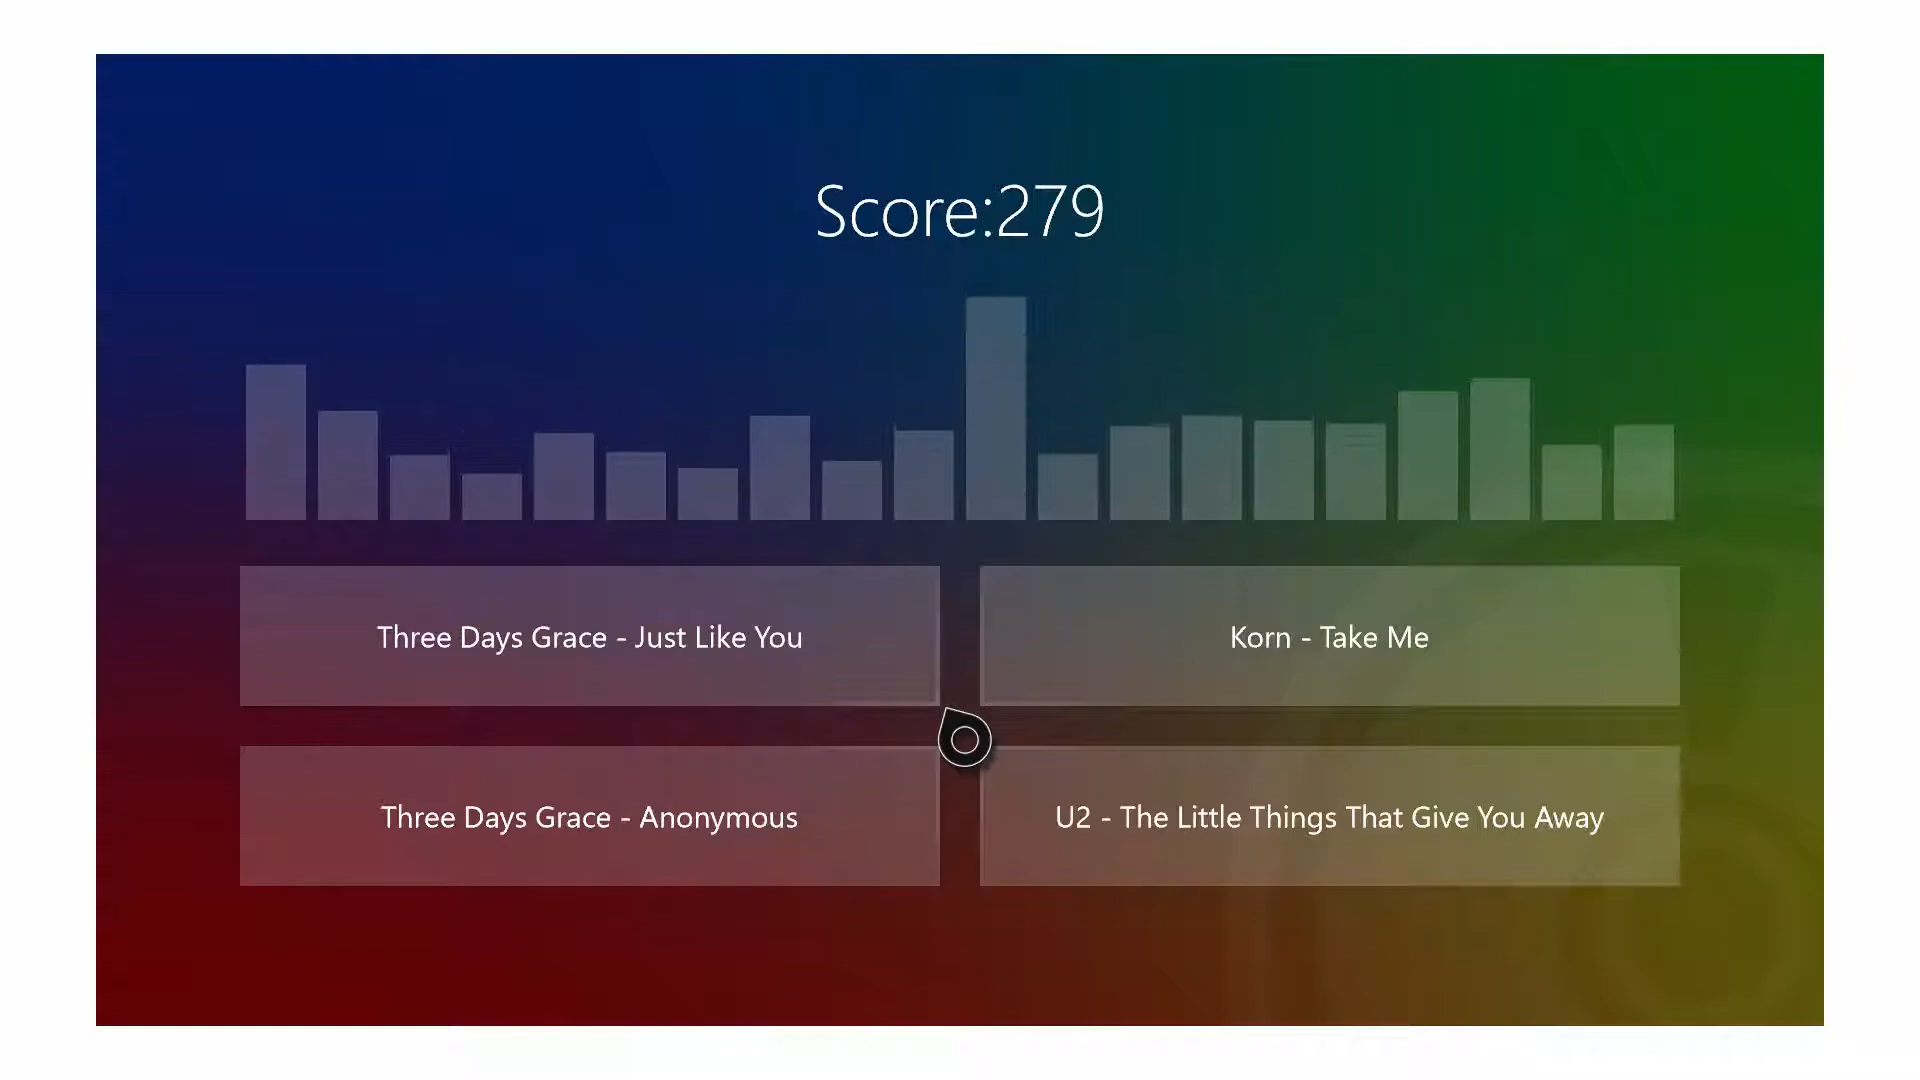 Score:279
Three Days Grace - Just Like You
Korn - Take Me
Three Days Grace - Anonymous
U2 - The Little Things That Give You Away